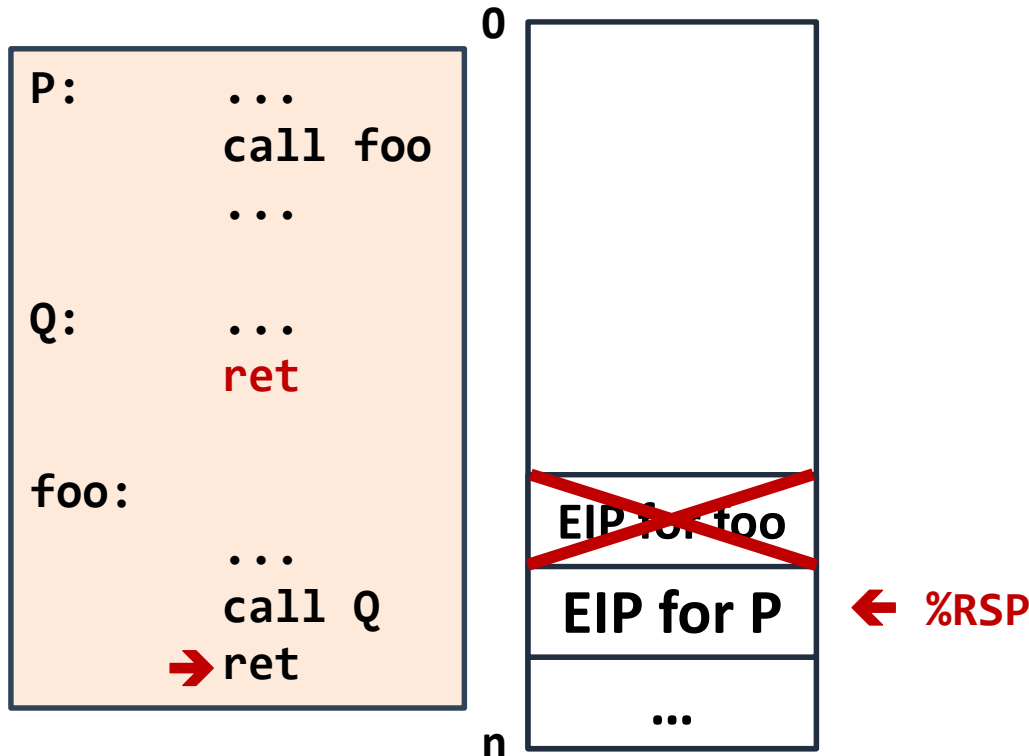 P: ...
call foo
...
Q: ...
ret
foo:
...
call Q
ret
0
EIP for foo
EIP for P
%RSP
...
n